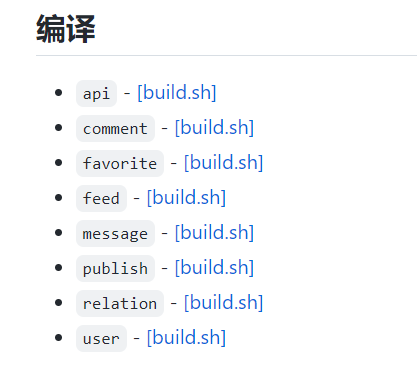 编译
api - [build.sh]
comment - [build.sh]
favorite - [build.sh]
feed - [build.sh]
message - [build.sh]
publish - [build.sh]
relation - [build.sh]
user - [build.sh]